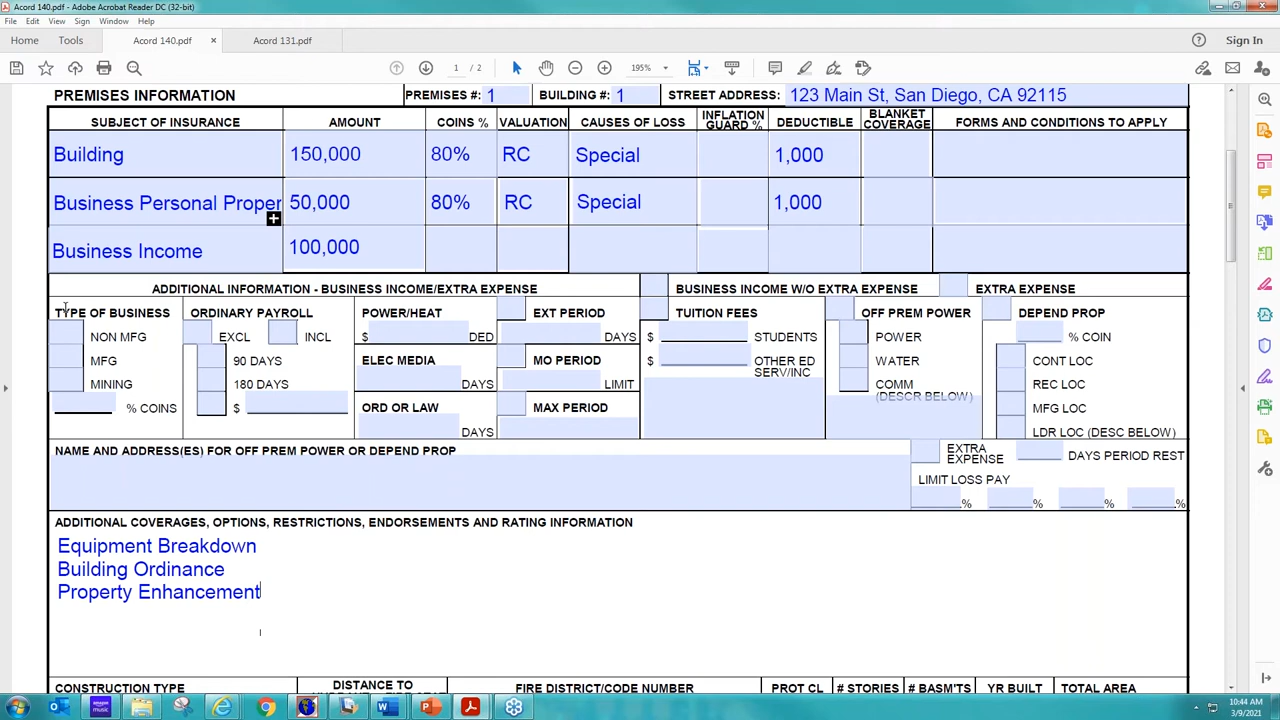 Acord 140.pdf - Adobe Acrobat Reader DC (32-bit)
File Edit View Sign Window Help
Home Tools Acord 140.pdf × Acord 131.pdf Sign In
1 / 2 195%
PREMISES INFORMATION PREMISES #: 1 BUILDING #: 1 STREET ADDRESS: 123 Main St, San Diego, CA 92115
SUBJECT OF INSURANCE AMOUNT COINS % VALUATION CAUSES OF LOSS INFLATION GUARD % DEDUCTIBLE BLANKET COVERAGE FORMS AND CONDITIONS TO APPLY
Building 150,000 80% RC Special 1,000
Business Personal Proper 50,000 80% RC Special 1,000
Business Income 100,000
ADDITIONAL INFORMATION - BUSINESS INCOME/EXTRA EXPENSE BUSINESS INCOME W/O EXTRA EXPENSE EXTRA EXPENSE
TYPE OF BUSINESS ORDINARY PAYROLL POWER/HEAT EXT PERIOD TUITION FEES OFF PREM POWER DEPEND PROP
NON MFG EXCL INCL $ DED DAYS $ STUDENTS POWER % COIN
MFG 90 DAYS ELEC MEDIA MO PERIOD $ OTHER ED SERV/INC WATER CONT LOC
MINING 180 DAYS DAYS LIMIT COMM (DESCR BELOW) REC LOC
% COINS $ ORD OR LAW MAX PERIOD MFG LOC
DAYS LDR LOC (DESC BELOW)
NAME AND ADDRESS(ES) FOR OFF PREM POWER OR DEPEND PROP EXTRA EXPENSE DAYS PERIOD REST
LIMIT LOSS PAY
% % % %
ADDITIONAL COVERAGES, OPTIONS, RESTRICTIONS, ENDORSEMENTS AND RATING INFORMATION
Equipment Breakdown
Building Ordinance
Property Enhancement
CONSTRUCTION TYPE DISTANCE TO FIRE DISTRICT/CODE NUMBER PROT CL # STORIES # BASM'TS YR BUILT TOTAL AREA
10:44 AM
3/9/2021